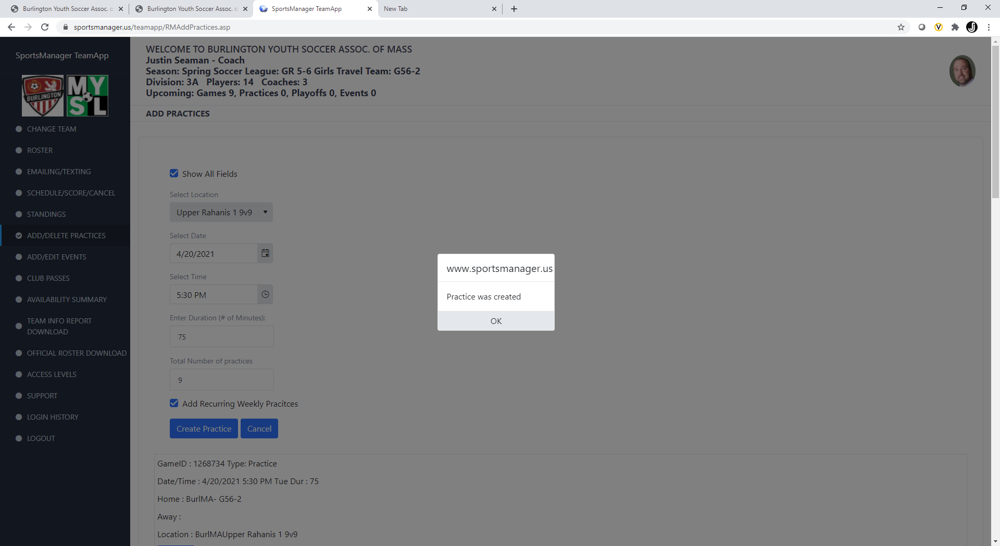 Burlington Youth Soccer Assoc. o
Burlington Youth Soccer Assoc. o
SportsManager TeamApp
New Tab
sportsmanager.us/teamapp/RMAddPractices.asp
SportsManager TeamApp
BURLINGTON
MY
SL
CHANGE TEAM
ROSTER
EMAILING/TEXTING
SCHEDULE/SCORE/CANCEL
STANDINGS
ADD/DELETE PRACTICES
ADD/EDIT EVENTS
CLUB PASSES
AVAILABILITY SUMMARY
TEAM INFO REPORT
DOWNLOAD
OFFICIAL ROSTER DOWNLOAD
ACCESS LEVELS
SUPPORT
LOGIN HISTORY
LOGOUT
WELCOME TO BURLINGTON YOUTH SOCCER ASSOC. OF MASS
Justin Seaman - Coach
Season: Spring Soccer League: GR 5-6 Girls Travel Team: G56-2
Division: 3A Players: 14 Coaches: 3
Upcoming: Games 9, Practices 0, Playoffs 0, Events 0
ADD PRACTICES
Show All Fields
Select Location
Upper Rahanis 1 9v9
Select Date
4/20/2021
Select Time
5:30 PM
Enter Duration (# of Minutes):
75
Total Number of practices
9
Add Recurring Weekly Pracitces
Create Practice
Cancel
www.sportsmanager.us
Practice was created
OK
GameID : 1268734 Type: Practice
Date/Time : 4/20/2021 5:30 PM Tue Dur : 75
Home : BurlMA- G56-2
Away :
Location : BurlMAUpper Rahanis 1 9v9